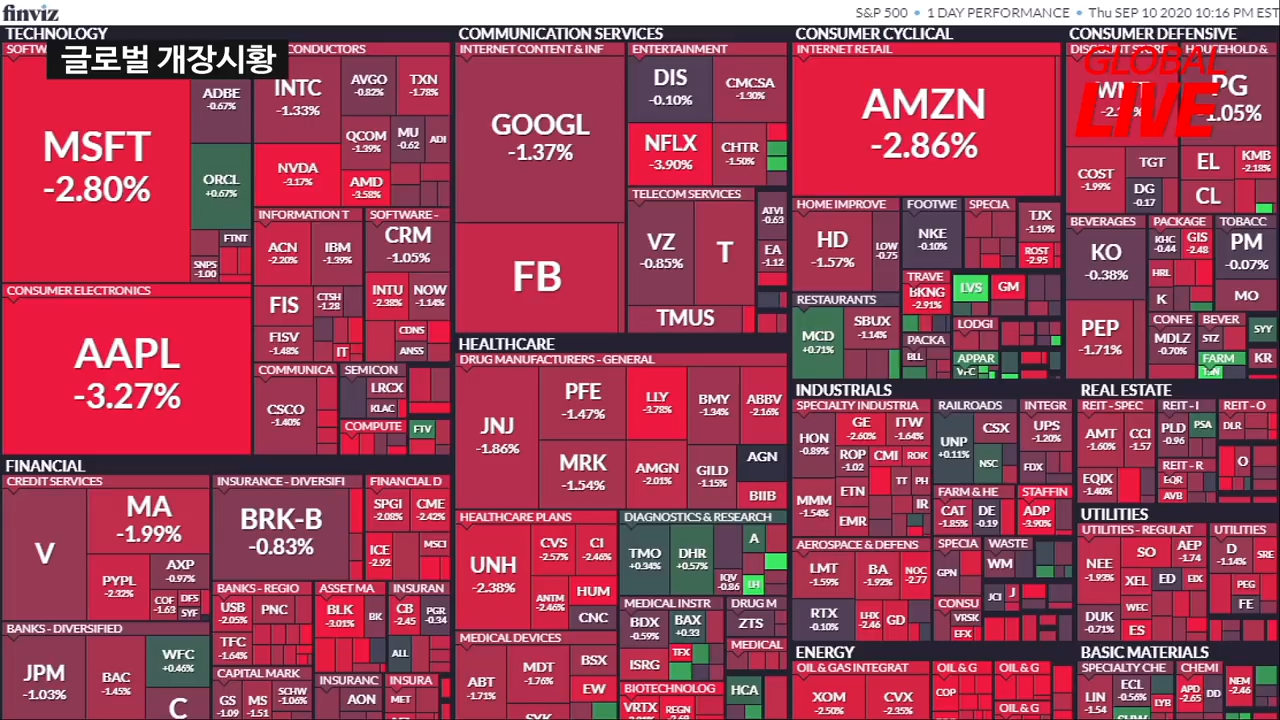 finviz
S&P 500 • 1 DAY PERFORMANCE • Thu SEP 10 2020 10:16 PM EST
글로벌 개장시황
GLOBAL
LIVE
TECHNOLOGY
MSFT
-2.80%
ADBE
-0.67%
ORCL
+0.67%
FTNT
SNPS
-1.00
INTC
-1.33%
AVGO
-0.82%
TXN
-1.78%
QCOM
-1.39%
MU
-0.62
ADI
NVDA
-3.17%
AMD
-3.58%
INFORMATION T
ACN
-2.20%
IBM
-1.39%
FIS
CTSH
-1.28
FISV
-1.48%
IT
SOFTWARE -
CRM
-1.05%
INTU
-2.38%
NOW
-1.14%
CDNS
ANSS
CONSUMER ELECTRONICS
AAPL
-3.27%
COMMUNICA
CSCO
-1.40%
SEMICON
LRCX
KLAC
COMPUTE
FTV
COMMUNICATION SERVICES
INTERNET CONTENT & INF
GOOGL
-1.37%
FB
ENTERTAINMENT
DIS
-0.10%
CMCSA
-1.30%
NFLX
-3.90%
CHTR
-1.50%
TELECOM SERVICES
VZ
-0.85%
T
TMUS
ATVI
-0.63
EA
-1.12
CONSUMER CYCLICAL
INTERNET RETAIL
AMZN
-2.86%
HOME IMPROVE
HD
-1.57%
LOW
-0.75
FOOTWE
NKE
-0.10%
SPECIA
TJX
-1.19%
ROST
-2.95
RESTAURANTS
MCD
+0.71%
SBUX
-1.14%
TRAVE
BKNG
-2.91%
PACKA
BLL
LVS
GM
LODGI
APPAR
VFC
CONSUMER DEFENSIVE
COST
-1.99%
TGT
DG
-0.17
HOUSEHOLD &
PG
-1.05%
EL
KMB
-2.18%
CL
BEVERAGES
KO
-0.38%
PEP
-1.71%
PACKAGE
KHC
-0.44
GIS
-2.48
HRL
K
TOBACC
PM
-0.07%
MO
CONFE
MDLZ
-0.70%
BEVER
STZ
FARM
SYY
KR
FINANCIAL
CREDIT SERVICES
V
MA
-1.99%
PYPL
-2.32%
AXP
-0.97%
COF
-1.63
DFS
SYF
BANKS - DIVERSIFIED
JPM
-1.03%
BAC
-1.45%
WFC
+0.46%
C
INSURANCE - DIVERSIFI
BRK-B
-0.83%
FINANCIAL D
SPGI
-2.08%
CME
-2.42%
ICE
-2.92
MSCI
BANKS - REGIO
USB
-2.05%
PNC
TFC
-1.64%
ASSET MA
BLK
-3.01%
BK
INSURAN
CB
-2.45
PGR
-0.34
ALL
CAPITAL MARK
GS
-1.09
MS
-1.51
SCHW
-1.06%
INSURANC
AON
INSURA
MET
HEALTHCARE
DRUG MANUFACTURERS - GENERAL
JNJ
-1.86%
PFE
-1.47%
MRK
-1.54%
LLY
-3.78%
BMY
-1.34%
ABBV
-2.16%
AMGN
-2.01%
GILD
-1.15%
AGN
BIIB
HEALTHCARE PLANS
UNH
-2.38%
CVS
-2.57%
CI
-2.46%
ANTM
-2.46%
HUM
CNC
DIAGNOSTICS & RESEARCH
TMO
+0.34%
DHR
+0.57%
A
IQV
-0.86
LH
MEDICAL INSTR
BDX
-0.59%
BAX
+0.33
ISRG
TFX
DRUG M
ZTS
MEDICAL
HCA
MEDICAL DEVICES
ABT
-1.71%
MDT
-1.76%
BSX
EW
SYK
BIOTECHNOLOG
VRTX
REGN
INDUSTRIALS
SPECIALTY INDUSTRIA
HON
-0.89%
GE
-2.60%
ITW
-1.64%
ROP
-1.02
CMI
ROK
MMM
-1.54%
ETN
EMR
TT
PH
IR
RAILROADS
UNP
+0.11%
CSX
NSC
INTEGR
UPS
-1.20%
FDX
FARM & HE
CAT
-1.85%
DE
-0.19
STAFFIN
ADP
-3.90%
AEROSPACE & DEFENS
LMT
-1.59%
BA
-1.92%
NOC
-2.77
RTX
-0.10%
LHX
-2.46
GD
SPECIA
GPN
WASTE
WM
JCI
J
CONSU
VRSK
EFX
REAL ESTATE
REIT - SPEC
AMT
-1.60%
CCI
-1.57
EQIX
-1.40%
REIT - I
PLD
-0.96
PSA
REIT - O
DLR
O
REIT - R
EQR
AVB
UTILITIES
UTILITIES - REGULAT
NEE
-1.93%
SO
AEP
-1.74
XEL
ED
EIX
DUK
-0.71%
WEC
ES
UTILITIES
D
-1.14%
SRE
PEG
FE
ENERGY
OIL & GAS INTEGRAT
XOM
-2.50%
CVX
-2.35%
OIL & G
COP
OIL & G
OIL & G
BASIC MATERIALS
SPECIALTY CHE
LIN
-1.54
ECL
-0.56%
LYB
CHEMI
APD
-2.65
DD
NEM
-2.46